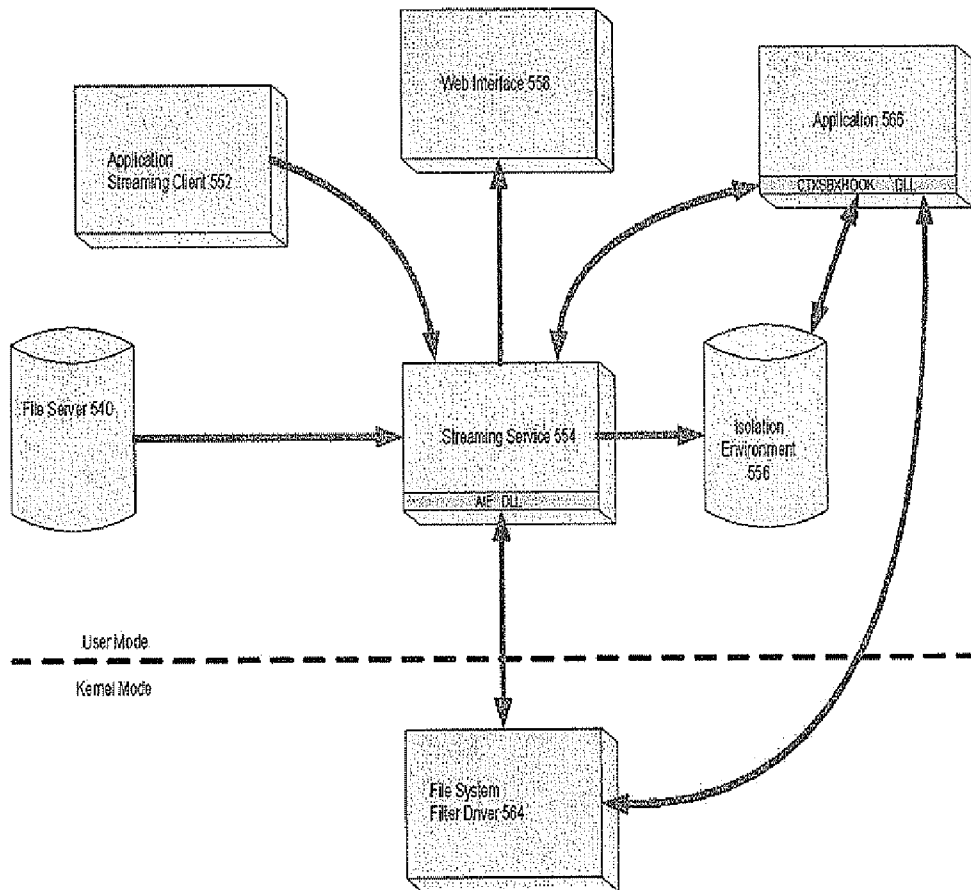 Web Interface 558
Application
Streaming Client 552
Application 566
CTXSBXHOOK DLL
File Server 540
Streaming Service 554
AIE DLL
Isolation
Environment
556
User Mode
Kernel Mode
File System
Filter Driver 564